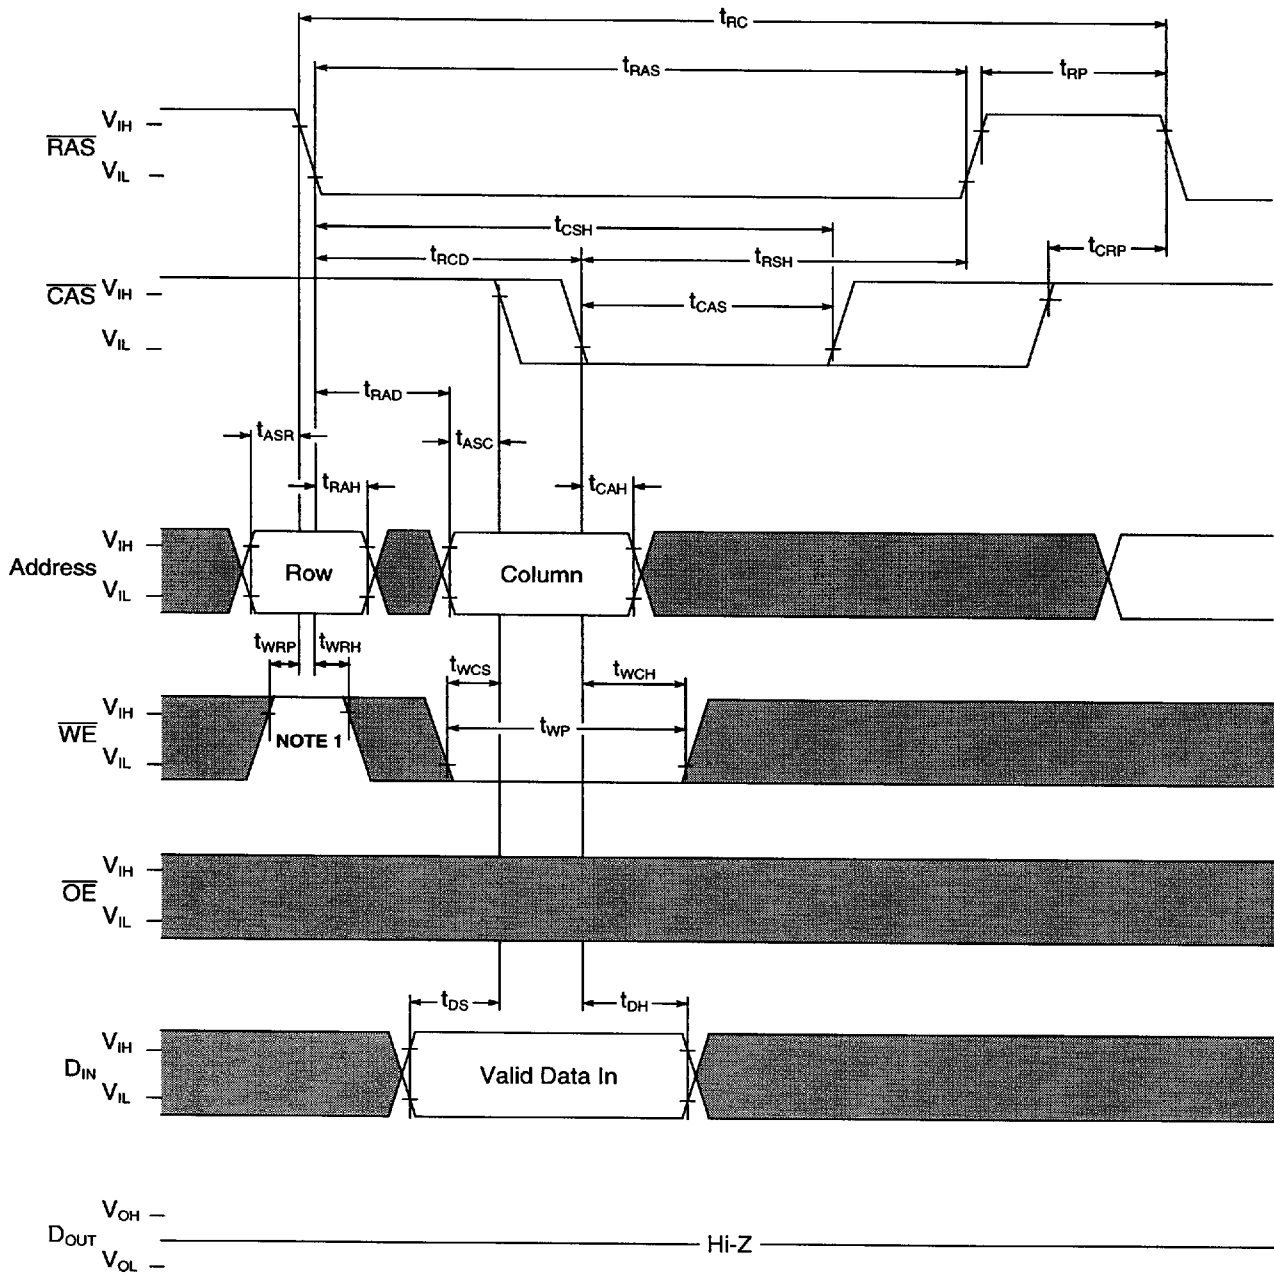 tRC
tRAS
tRP
VIH
RAS
VIL
tCSH
tRCD
tRSH
tCRP
VIH
CAS
VIL
tCAS
tRAD
tASR
tASC
tRAH
tCAH
VIH
Address
VIL
Row
Column
tWRP
tWRH
tWCS
tWCH
VIH
WE
VIL
NOTE 1
tWP
VIH
OE
VIL
tDS
tDH
VIH
DIN
VIL
Valid Data In
VOH
DOUT
VOL
Hi-Z